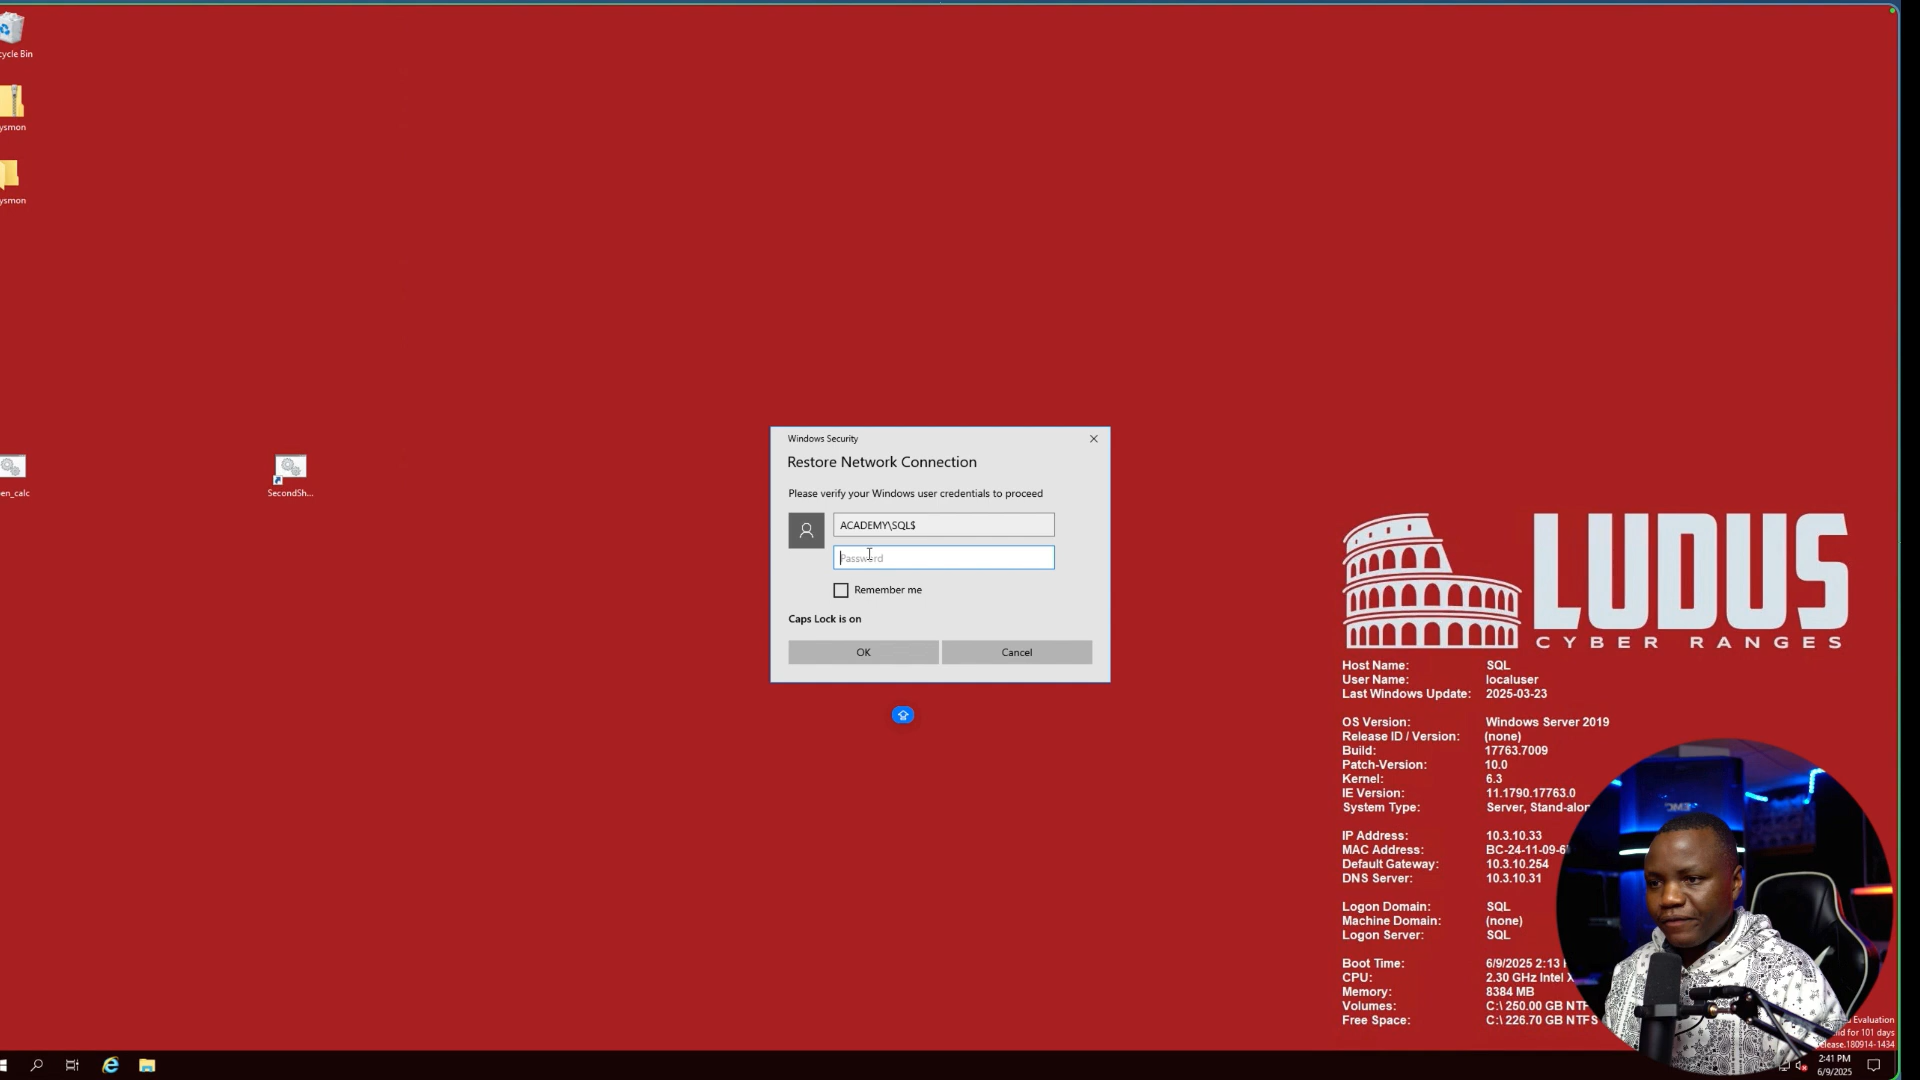 cycle Bin
ysmon
ysmon
en_calc
SecondSh...
Windows Security
Restore Network Connection
Please verify your Windows user credentials to proceed
ACADEMY\SQL$
Password
Remember me
Caps Lock is on
OK
Cancel
LUDUS
CYBER RANGES
Host Name: SQL
User Name: localuser
Last Windows Update: 2025-03-23
OS Version: Windows Server 2019
Release ID / Version: (none)
Build: 17763.7009
Patch-Version: 10.0
Kernel: 6.3
IE Version: 11.1790.17763.0
System Type: Server, Stand-alon
IP Address: 10.3.10.33
MAC Address: BC-24-11-09-6
Default Gateway: 10.3.10.254
DNS Server: 10.3.10.31
Logon Domain: SQL
Machine Domain: (none)
Logon Server: SQL
Boot Time: 6/9/2025 2:13
CPU: 2.30 GHz Intel X
Memory: 8384 MB
Volumes: C:\ 250.00 GB NTF
Free Space: C:\ 226.70 GB NTFS
Evaluation
id for 101 days
elease.180914-1434
2:41 PM
6/9/2025